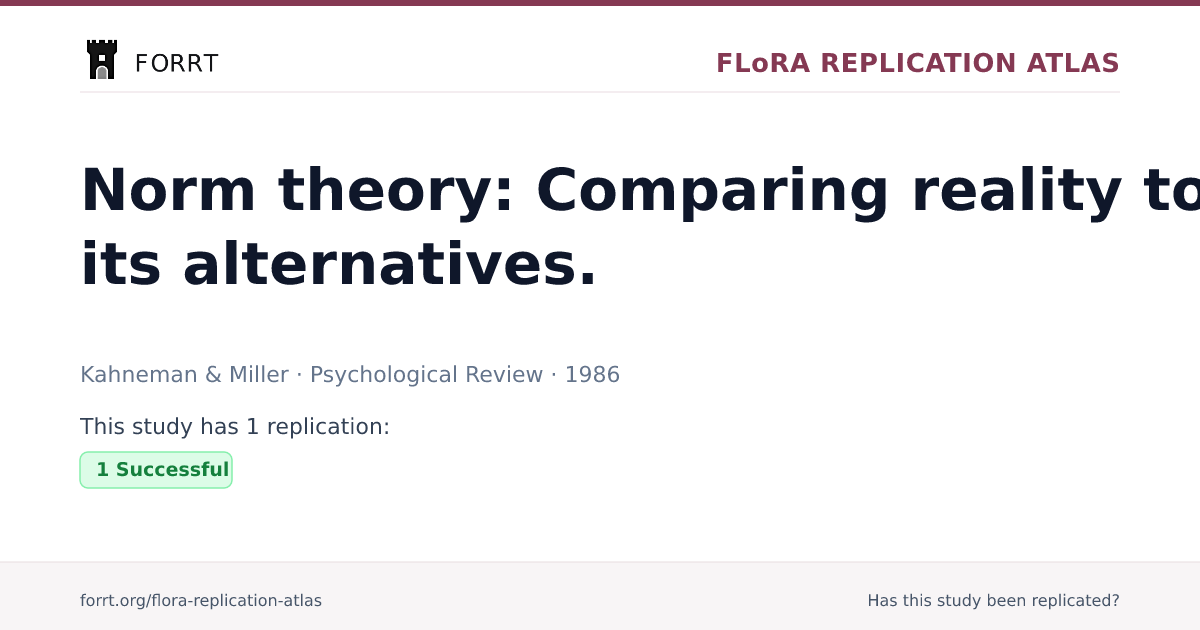 FORRT
FLoRA REPLICATION ATLAS
Norm theory: Comparing reality to
its alternatives.
Kahneman & Miller · Psychological Review · 1986
This study has 1 replication:
1 Successful
forrt.org/flora-replication-atlas
Has this study been replicated?